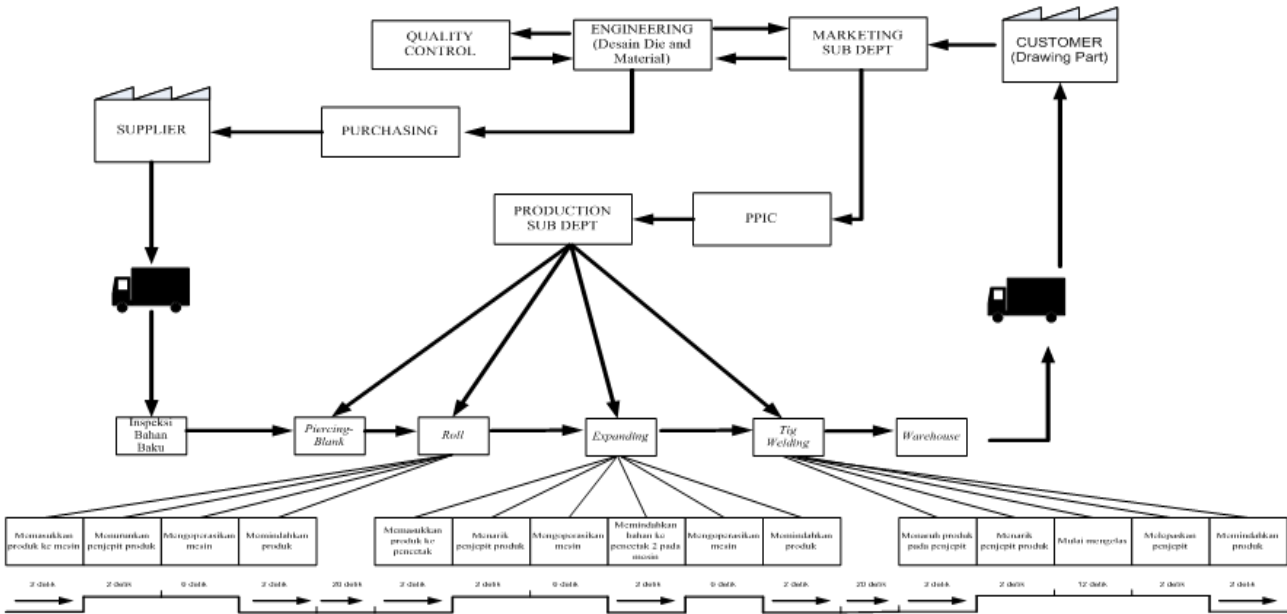 QUALITY
CONTROL
ENGINEERING
(Desain Die and
Material)
MARKETING
SUB DEPT
CUSTOMER
(Drawing Part)
SUPPLIER
PURCHASING
PRODUCTION
SUB DEPT
PPIC
Inspeksi
Bahan
Baku
Piercing-
Blank
Roll
Expanding
Tig
Welding
Warehouse
Memasukkan
produk ke mesin
Menurunkan
penjepit produk
Mengoperasikan
mesin
Memindahkan
produk
Memasukkan
produk ke
pencetak
Menarik
penjepit produk
Mengoperasikan
mesin
Memindahkan
bahan ke
pencetak 2 pada
mesin
Mengoperasikan
mesin
Memindahkan
produk
Menaruh produk
pada penjepit
Menarik
penjepit produk
Mulai mengelas
Melepaskan
penjepit
Memindahkan
produk
2 detik
2 detik
detik
2 detik
20 detik
2 detik
2 detik
detik
2 detik
detik
2 detik
20 detik
2 detik
2 detik
12 detik
2 detik
2 detik